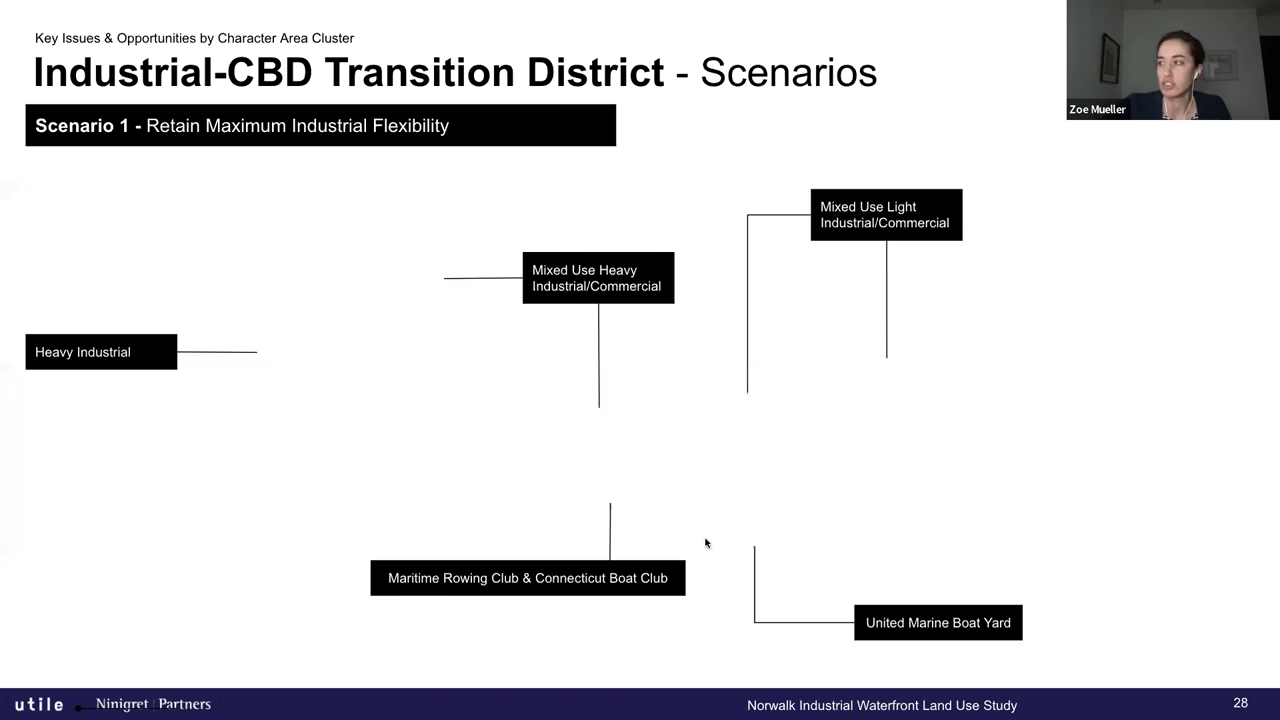 Key Issues & Opportunities by Character Area Cluster
Industrial-CBD Transition District - Scenarios
Zoe Mueller
Scenario 1 - Retain Maximum Industrial Flexibility
Mixed Use Light
Industrial/Commercial
Mixed Use Heavy
Industrial/Commercial
Heavy Industrial
Maritime Rowing Club & Connecticut Boat Club
United Marine Boat Yard
utile
Ninigret Partners
Norwalk Industrial Waterfront Land Use Study
28